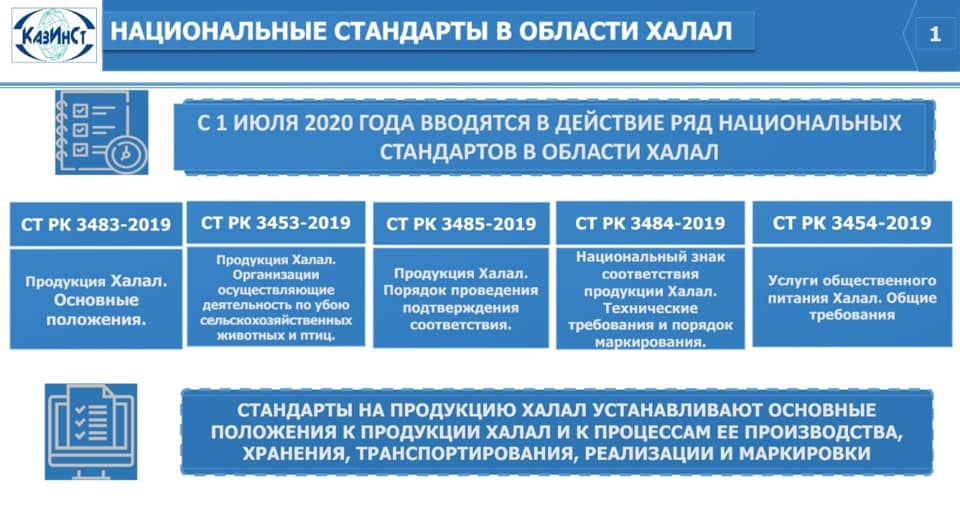 КАЗИНСТ
НАЦИОНАЛЬНЫЕ СТАНДАРТЫ В ОБЛАСТИ ХАЛАЛ
1
С 1 ИЮЛЯ 2020 ГОДА ВВОДЯТСЯ В ДЕЙСТВИЕ РЯД НАЦИОНАЛЬНЫХ
СТАНДАРТОВ В ОБЛАСТИ ХАЛАЛ
СТ РК 3483-2019
Продукция Халал.
Основные
положения.
СТ РК 3453-2019
Продукция Халал.
Организации
осуществляющие
деятельность по убою
сельскохозяйственных
животных и птиц.
СТ РК 3485-2019
Продукция Халал.
Порядок проведения
подтверждения
соответствия.
СТ РК 3484-2019
Национальный знак
соответствия
продукции Халал.
Технические
требования и порядок
маркирования.
СТ РК 3454-2019
Услуги общественного
питания Халал. Общие
требования
СТАНДАРТЫ НА ПРОДУКЦИЮ ХАЛАЛ УСТАНАВЛИВАЮТ ОСНОВНЫЕ
ПОЛОЖЕНИЯ К ПРОДУКЦИИ ХАЛАЛ И К ПРОЦЕССАМ ЕЕ ПРОИЗВОДСТВА,
ХРАНЕНИЯ, ТРАНСПОРТИРОВАНИЯ, РЕАЛИЗАЦИИ И МАРКИРОВКИ